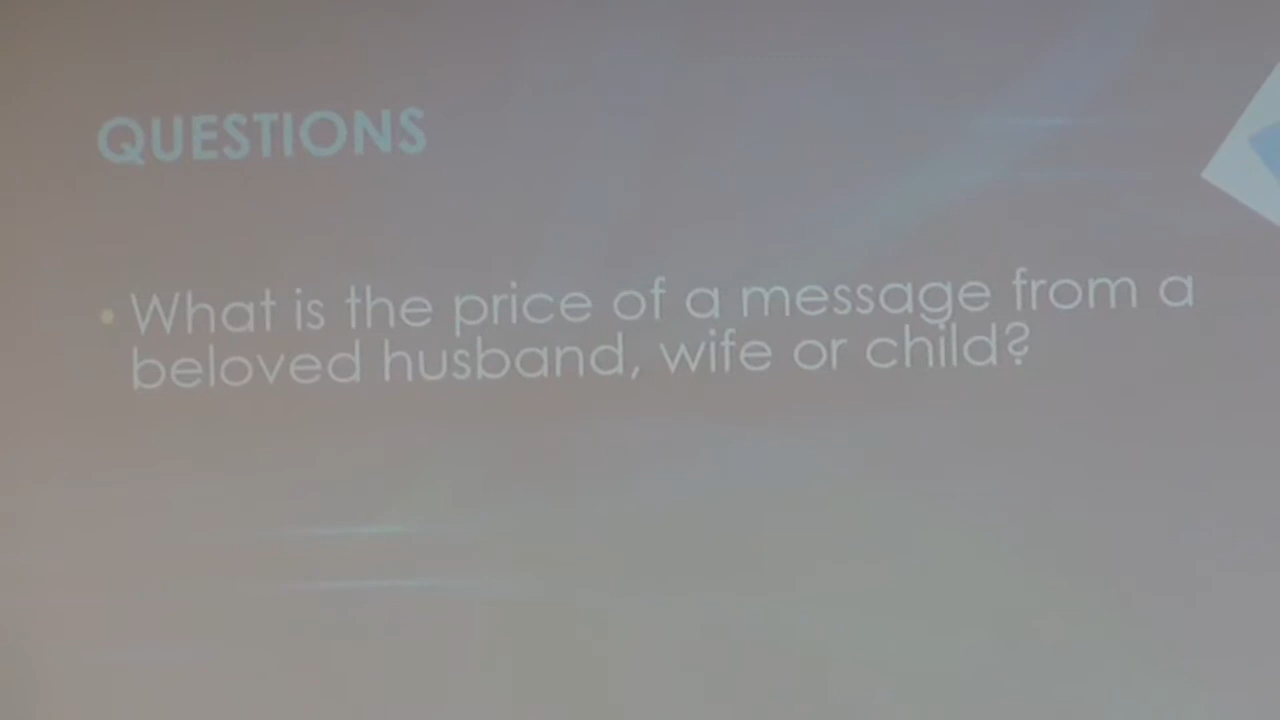 QUESTIONS
• What is the price of a message from a
beloved husband, wife or child?